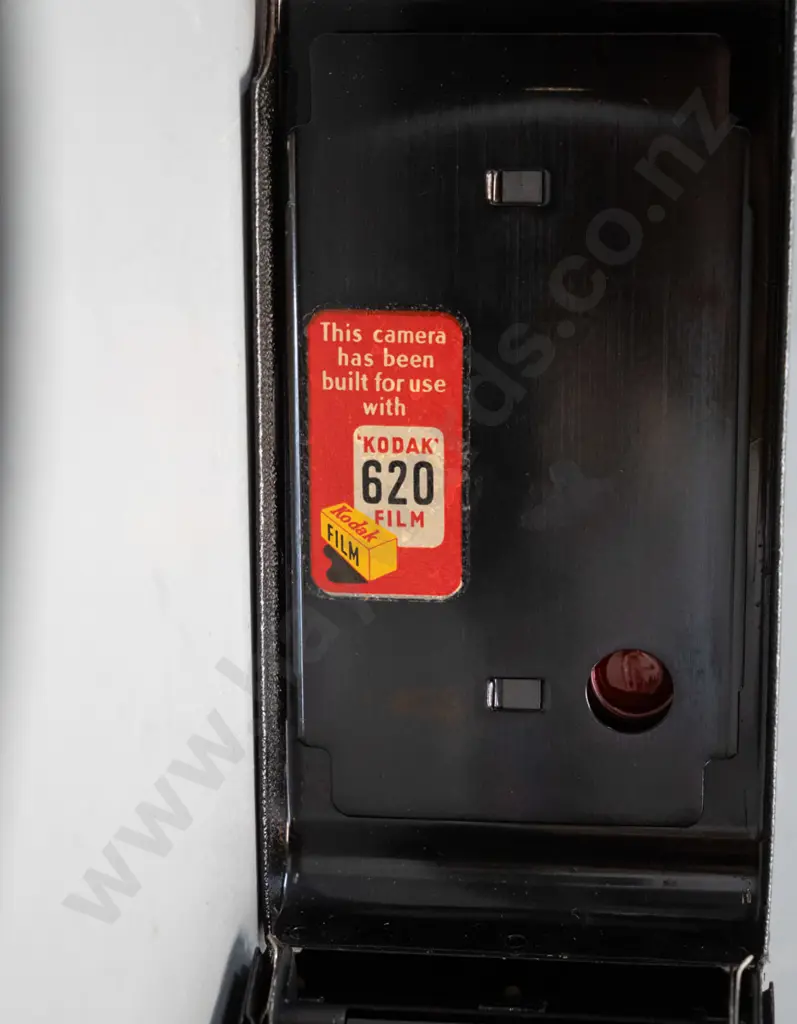 This camera
has been
built for use
with
'KODAK'
620
FILM
Kodak
FILM